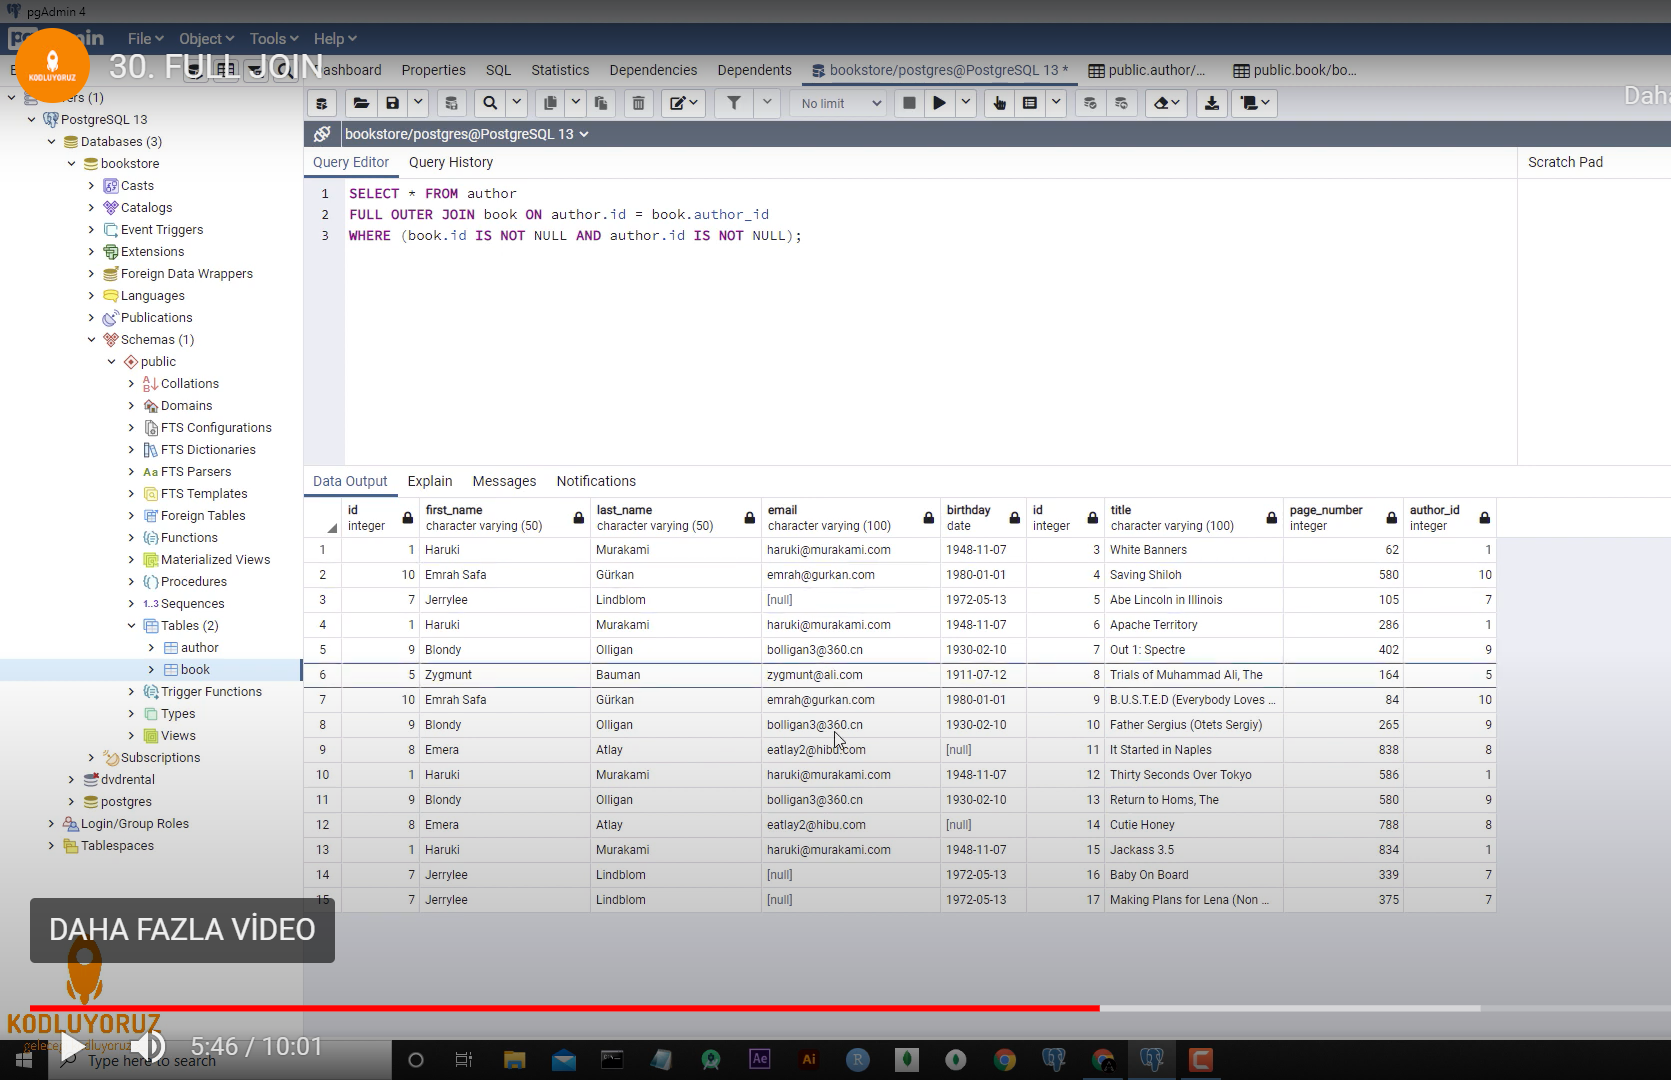 pgAdmin 4
File Object Tools Help
KODLUYORUZ
30. FULL JOIN
Dashboard Properties SQL Statistics Dependencies Dependents bookstore/postgres@PostgreSQL 13 * public.author/... public.book/bo...
Daha
No limit
bookstore/postgres@PostgreSQL 13
Query Editor Query History Scratch Pad
1 SELECT * FROM author
2 FULL OUTER JOIN book ON author.id = book.author_id
3 WHERE (book.id IS NOT NULL AND author.id IS NOT NULL);
(1)
PostgreSQL 13
Databases (3)
bookstore
Casts
Catalogs
Event Triggers
Extensions
Foreign Data Wrappers
Languages
Publications
Schemas (1)
public
Collations
Domains
FTS Configurations
FTS Dictionaries
Aa FTS Parsers
FTS Templates
Foreign Tables
Functions
Materialized Views
Procedures
1..3 Sequences
Tables (2)
author
book
Trigger Functions
Types
Views
Subscriptions
dvdrental
postgres
Login/Group Roles
Tablespaces
Data Output Explain Messages Notifications
id first_name last_name email birthday id title page_number author_id
integer character varying (50) character varying (50) character varying (100) date integer character varying (100) integer integer
1 1 Haruki Murakami haruki@murakami.com 1948-11-07 3 White Banners 62 1
2 10 Emrah Safa Gürkan emrah@gurkan.com 1980-01-01 4 Saving Shiloh 580 10
3 7 Jerrylee Lindblom [null] 1972-05-13 5 Abe Lincoln in Illinois 105 7
4 1 Haruki Murakami haruki@murakami.com 1948-11-07 6 Apache Territory 286 1
5 9 Blondy Olligan bolligan3@360.cn 1930-02-10 7 Out 1: Spectre 402 9
6 5 Zygmunt Bauman zygmunt@ali.com 1911-07-12 8 Trials of Muhammad Ali, The 164 5
7 10 Emrah Safa Gürkan emrah@gurkan.com 1980-01-01 9 B.U.S.T.E.D (Everybody Loves ... 84 10
8 9 Blondy Olligan bolligan3@360.cn 1930-02-10 10 Father Sergius (Otets Sergiy) 265 9
9 8 Emera Atlay eatlay2@hibu.com [null] 11 It Started in Naples 838 8
10 1 Haruki Murakami haruki@murakami.com 1948-11-07 12 Thirty Seconds Over Tokyo 586 1
11 9 Blondy Olligan bolligan3@360.cn 1930-02-10 13 Return to Homs, The 580 9
12 8 Emera Atlay eatlay2@hibu.com [null] 14 Cutie Honey 788 8
13 1 Haruki Murakami haruki@murakami.com 1948-11-07 15 Jackass 3.5 834 1
14 7 Jerrylee Lindblom [null] 1972-05-13 16 Baby On Board 339 7
15 7 Jerrylee Lindblom [null] 1972-05-13 17 Making Plans for Lena (Non ... 375 7
DAHA FAZLA VİDEO
KODLUYORUZ
5:46 / 10:01
Type here to search
Ae Ai R